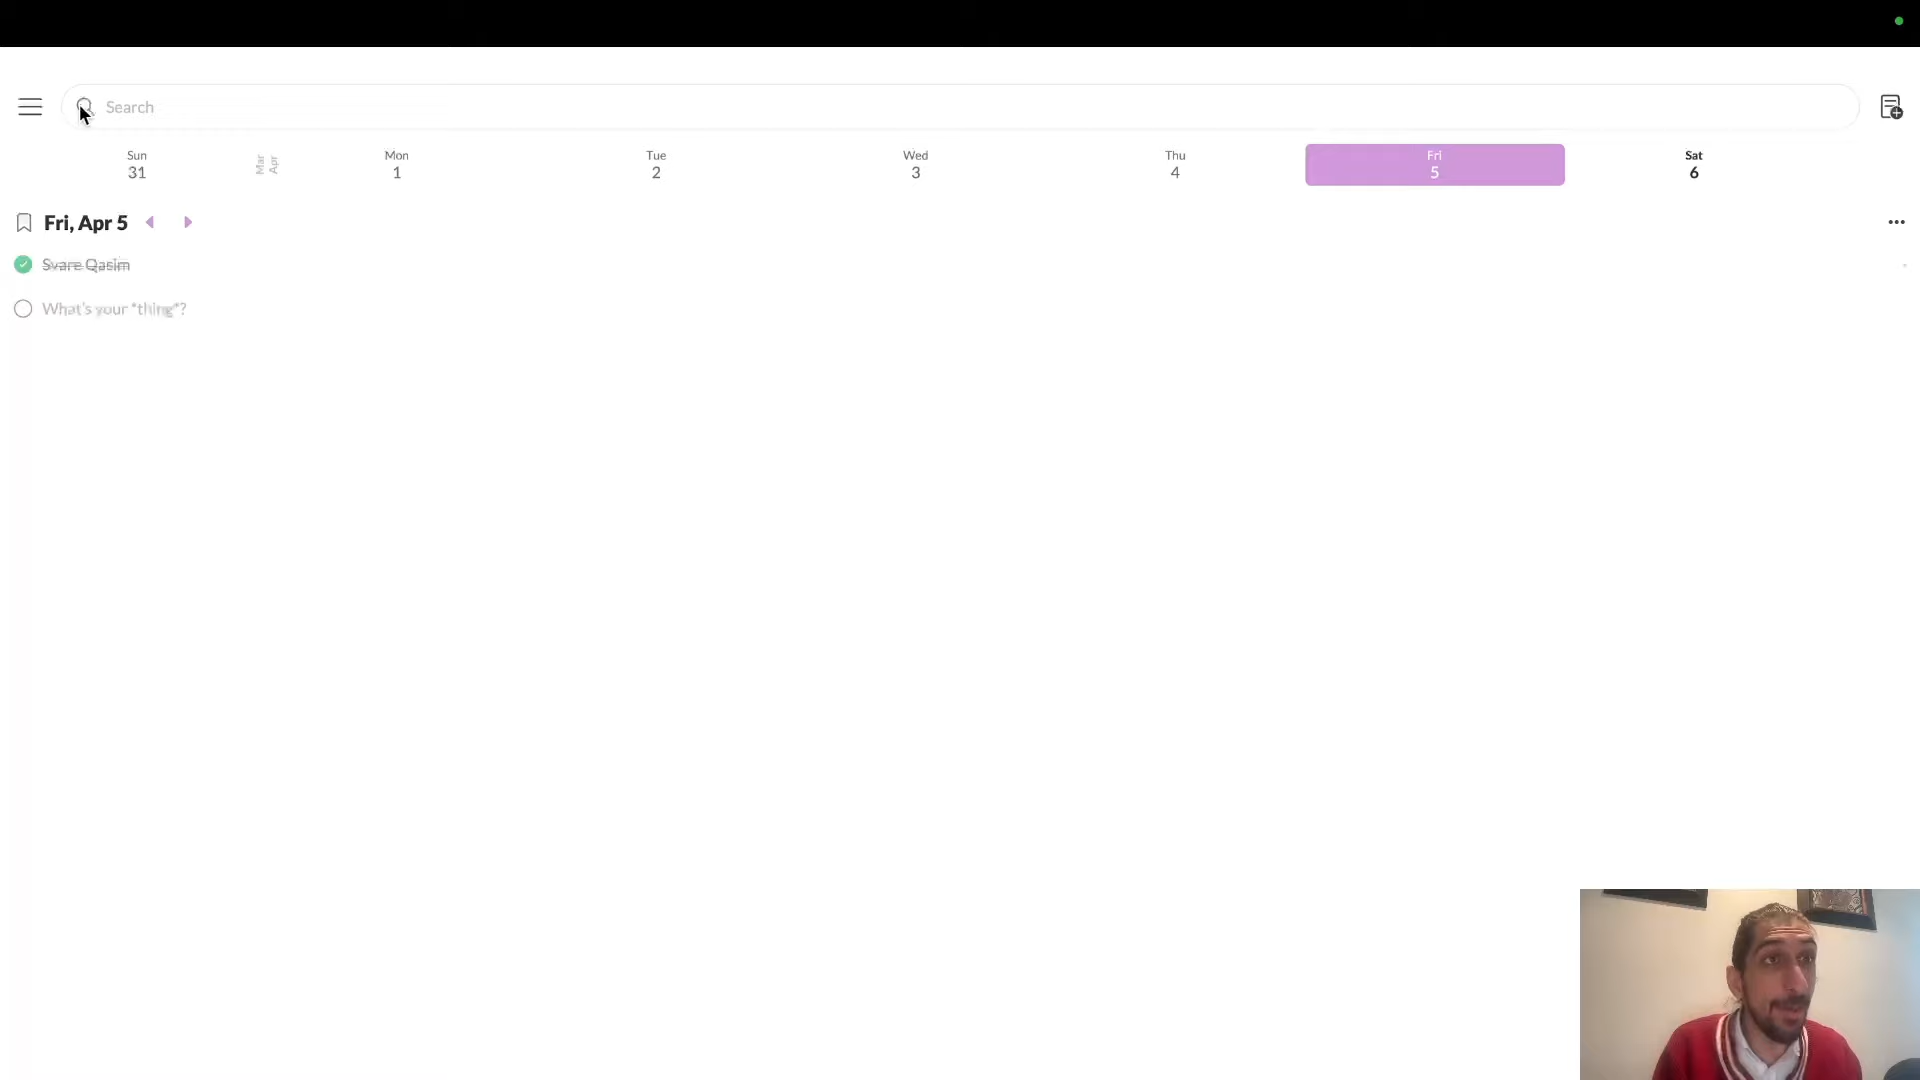 Search
Sun
31
Mar
Apr
Mon
1
Tue
2
Wed
3
Thu
4
Fri
5
Sat
6
Fri, Apr 5
Svare Qasim
What's your *thing*?